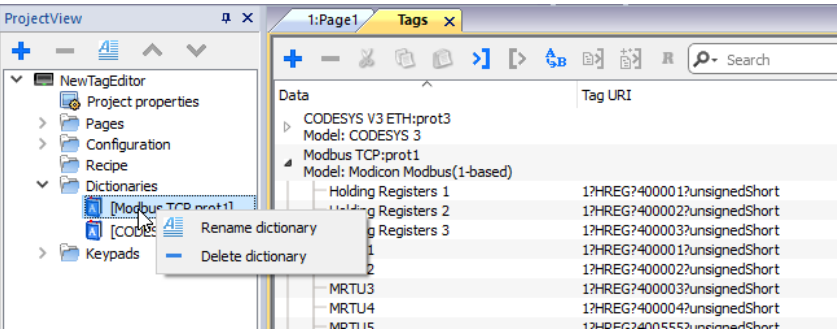 ProjectView
NewTagEditor
Project properties
Pages
Configuration
Recipe
Dictionaries
[Modbus TCP prot1]
Rename dictionary
Delete dictionary
Keypads
1:Page1
Tags
Search
Data
Tag URI
CODESYS V3 ETH:prot3
Model: CODESYS 3
Modbus TCP:prot1
Model: Modicon Modbus(1-based)
Holding Registers 1 1?HREG?400001?unsignedShort
Holding Registers 2 1?HREG?400002?unsignedShort
Registers 3 1?HREG?400003?unsignedShort
1 1?HREG?400001?unsignedShort
2 1?HREG?400002?unsignedShort
MRTU3 1?HREG?400003?unsignedShort
MRTU4 1?HREG?400004?unsignedShort
MRTU5 1?HREG?400555?unsignedShort